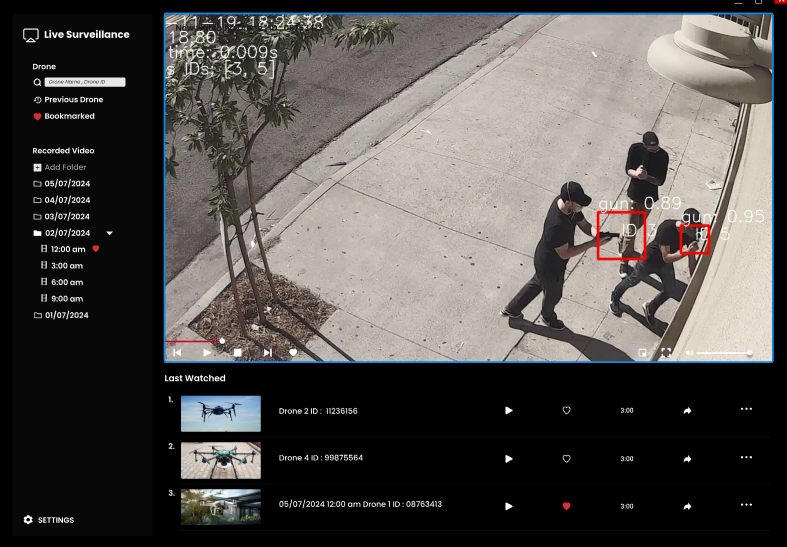 Live Surveillance
Drone
Drone Name , Drone ID
Previous Drone
Bookmarked
Recorded Video
Add Folder
05/07/2024
04/07/2024
03/07/2024
02/07/2024
12:00 am
3:00 am
6:00 am
9:00 am
01/07/2024
SETTINGS
-11-19 18:24:38
18.80
time: 0.009s
s IDs: [3, 5]
gun: 0.89
ID 3
gun: 0.95
ID 5
Last Watched
1.
Drone 2 ID : 11236156
3:00
2.
Drone 4 ID : 99875564
3:00
3.
05/07/2024 12:00 am Drone 1 ID : 08763413
3:00